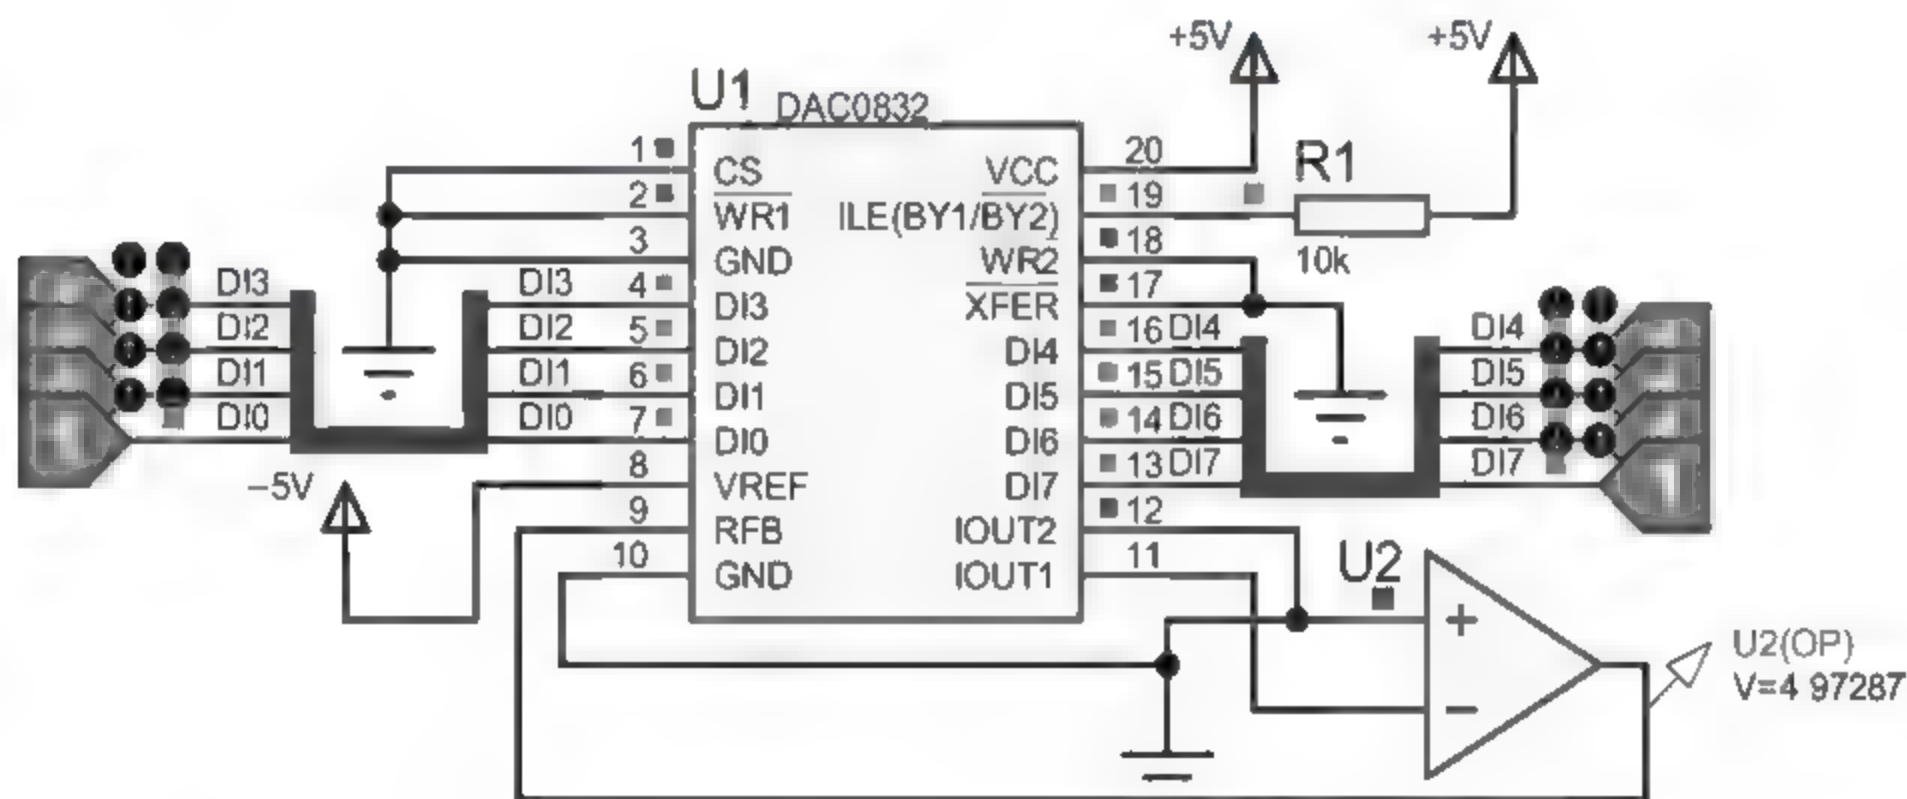 +5V +5V
U1 DAC0832
1 CS VCC 20 R1
2 WR1 ILE(BY1/BY2) 19
3 GND WR2 18 10k
DI3 DI3 4 DI3 XFER 17
DI2 DI2 5 DI2 DI4 16 DI4 DI4
DI1 DI1 6 DI1 DI5 15 DI5 DI5
DI0 DI0 7 DI0 DI6 14 DI6 DI6
-5V 8 VREF DI7 13 DI7 DI7
9 RFB IOUT2 12
10 GND IOUT1 11 U2
+
U2(OP)
V=4 97287
−